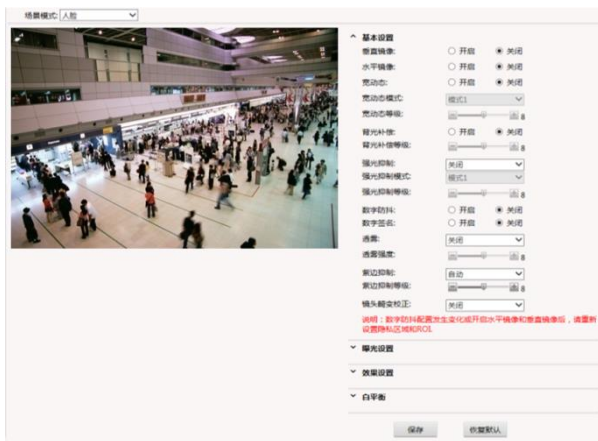 场景模式: 人脸
基本设置
垂直镜像: 开启 关闭
水平镜像: 开启 关闭
宽动态: 开启 关闭
宽动态模式: 模式1
宽动态等级: 8
背光补偿: 开启 关闭
背光补偿等级: 8
强光抑制: 关闭
强光抑制模式: 模式1
强光抑制等级: 8
数字防抖: 开启 关闭
数字签名: 开启 关闭
透雾: 关闭
透雾强度: 8
紫边抑制: 自动
紫边抑制等级: 8
镜头畸变校正: 关闭
说明:数字防抖配置发生变化或开启水平镜像和垂直镜像后,请重新
设置隐私区域和ROI.
曝光设置
效果设置
白平衡
保存 恢复默认